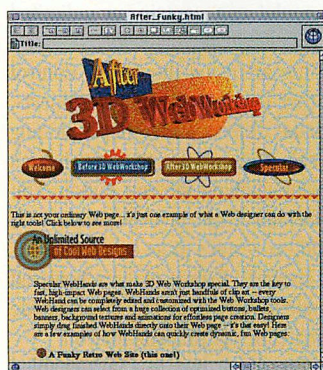 After_Funky.html
Title:
After
3D WebWorkshop
Welcome
Before 3D WebWorkshop
After 3D WebWorkshop
Specular
This is not your ordinary Web page... it's just one example of what a Web designer can do with the
right tools! Click below to see more!
An Unlimited Source
of Cool Web Designs
Specular WebHands are what make 3D Web Workshop special. They are the key to
fast, high-impact Web pages. WebHands aren't just handfuls of clip art — every
WebHand can be completely edited and customized with the Web Workshop tools.
Web designers can select from a huge collection of optimized buttons, bullets,
banners, background textures and animations for effortless page creation. Designers
simply drag finished WebHands directly onto their Web page — it's that easy! Here
are a few examples of how WebHands can quickly create dynamic, fun Web pages:
A Funky Retro Web Site (this one!)